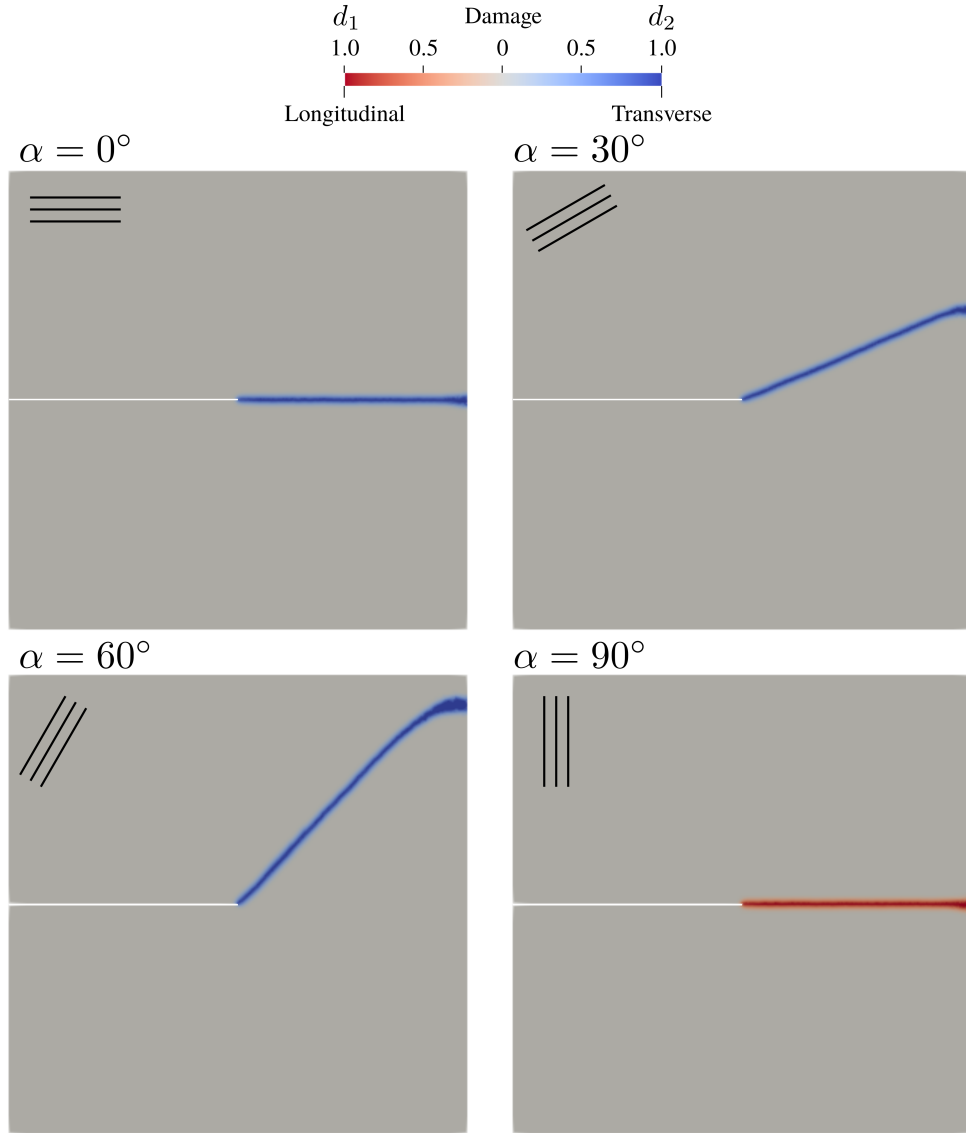 d₁ Damage d₂
1.0 0.5 0 0.5 1.0
Longitudinal Transverse
α = 0° α = 30°
α = 60° α = 90°